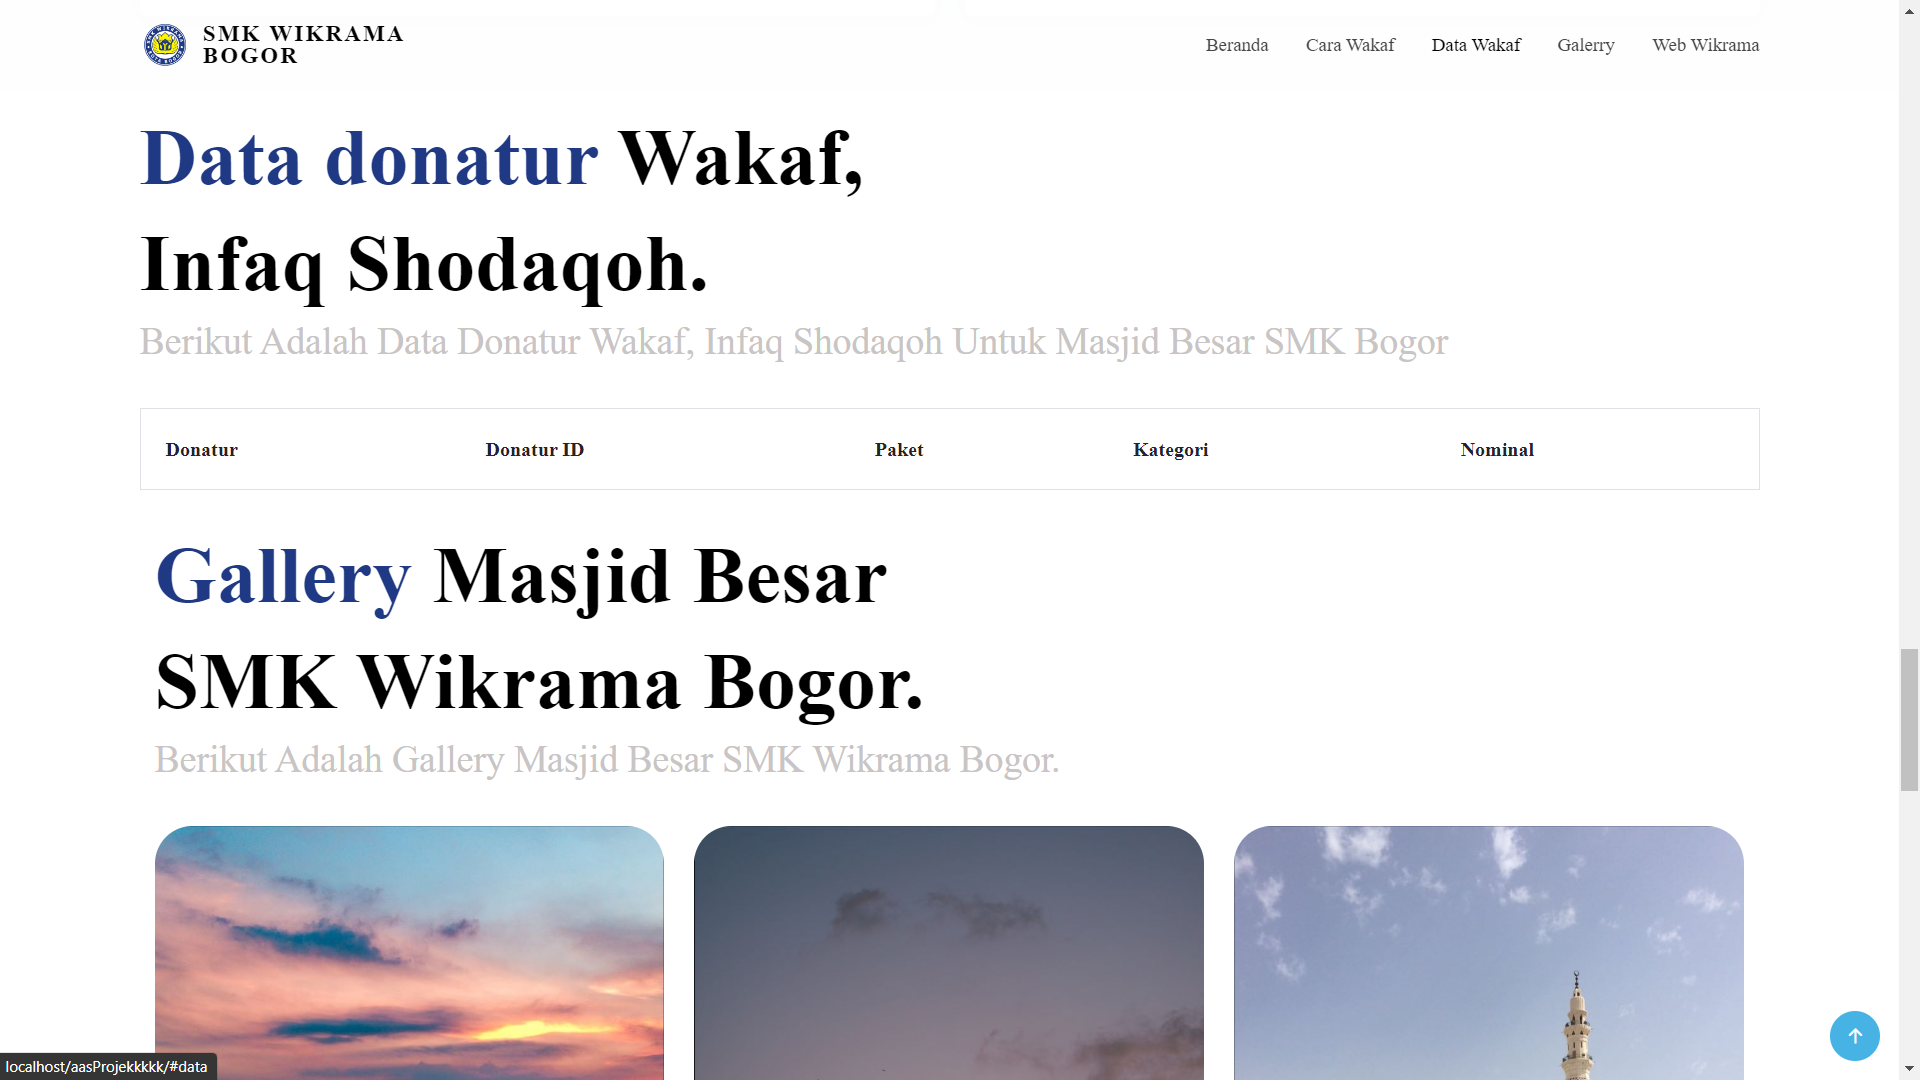 SMK WIKRAMA
BOGOR
Beranda
Cara Wakaf
Data Wakaf
Galerry
Web Wikrama
Data donatur Wakaf,
Infaq Shodaqoh.
Berikut Adalah Data Donatur Wakaf, Infaq Shodaqoh Untuk Masjid Besar SMK Bogor
Donatur
Donatur ID
Paket
Kategori
Nominal
Gallery Masjid Besar
SMK Wikrama Bogor.
Berikut Adalah Gallery Masjid Besar SMK Wikrama Bogor.
localhost/aasProjekkkkk/#data